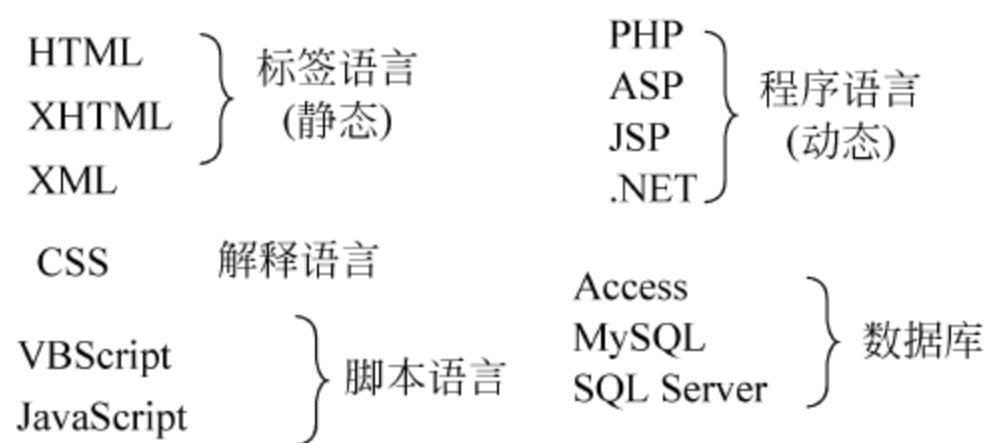 HTML
XHTML
XML
标签语言
(静态)
CSS 解释语言
VBScript
JavaScript
脚本语言
PHP
ASP
JSP
.NET
程序语言
(动态)
Access
MySQL
SQL Server
数据库